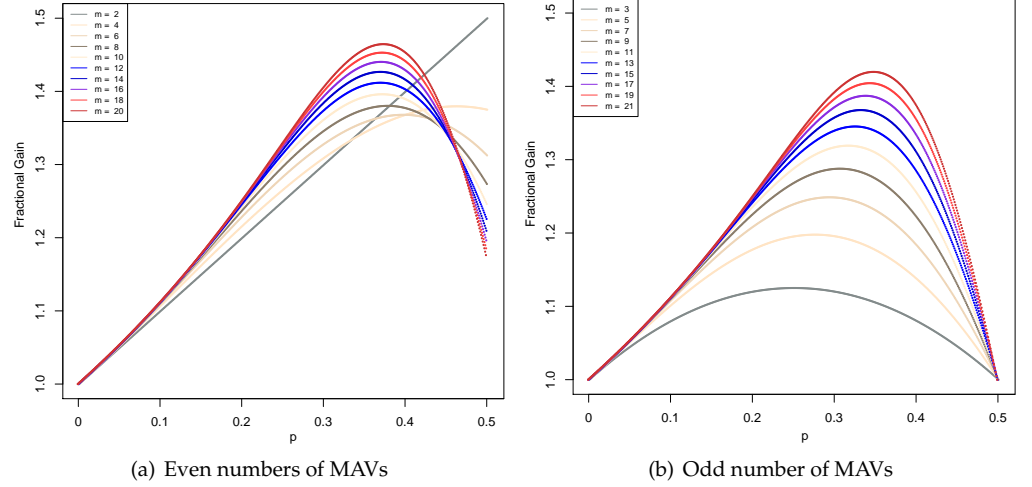 m = 2
m = 4
m = 6
m = 8
m = 10
m = 12
m = 14
m = 16
m = 18
m = 20
Fractional Gain
1.5
1.4
1.3
1.2
1.1
1.0
0 0.1 0.2 0.3 0.4 0.5
p
(a) Even numbers of MAVs
m = 3
m = 5
m = 7
m = 9
m = 11
m = 13
m = 15
m = 17
m = 19
m = 21
Fractional Gain
1.5
1.4
1.3
1.2
1.1
1.0
0 0.1 0.2 0.3 0.4 0.5
p
(b) Odd number of MAVs